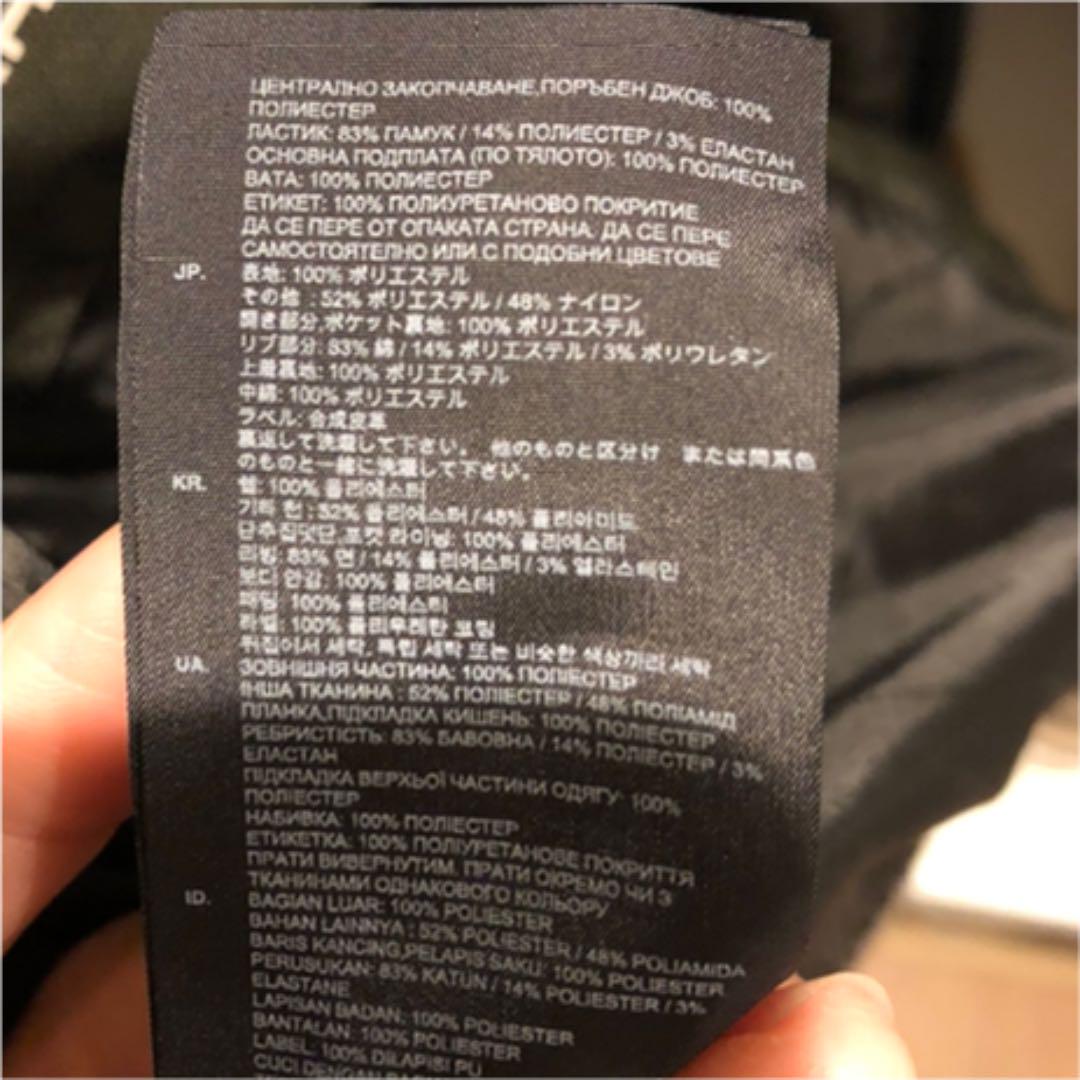 ЦЕНТРАЛНО ЗАКОПЧАВАНЕ,ПОРЪБЕН ДЖОБ: 100%
ПОЛИЕСТЕР
ЛАСТИК: 83% ПАМУК / 14% ПОЛИЕСТЕР / 3% ЕЛАСТАН
ОСНОВНА ПОДПЛАТА (ПО ТЯЛОТО): 100% ПОЛИЕСТЕР
ВАТА: 100% ПОЛИЕСТЕР
ЕТИКЕТ: 100% ПОЛИУРЕТАНОВО ПОКРИТИЕ
ДА СЕ ПЕРЕ ОТ ОПАКАТА СТРАНА. ДА СЕ ПЕРЕ
САМОСТОЯТЕЛНО ИЛИ С ПОДОБНИ ЦВЕТОВЕ
JP. 表地: 100% ポリエステル
その他 : 52% ポリエステル / 48% ナイロン
開き部分,ポケット裏地: 100% ポリエステル
リブ部分: 83% 綿 / 14% ポリエステル / 3% ポリウレタン
上着裏地: 100% ポリエステル
中綿: 100% ポリエステル
ラベル: 合成皮革
裏返して洗濯して下さい。 他のものと区分け または同系色
のものと一緒に洗濯して下さい。
KR. 쉘: 100% 폴리에스터
기타 천 : 52% 폴리에스터 / 48% 폴리아미드
단추집덧단,포켓 라이닝: 100% 폴리에스터
리빙: 83% 면 / 14% 폴리에스터 / 3% 엘라스테인
보디 안감: 100% 폴리에스터
패딩: 100% 폴리에스터
라벨: 100% 폴리우레탄 코팅
뒤집어서 세탁, 독립 세탁 또는 비슷한 색상끼리 세탁
UA. ЗОВНІШНЯ ЧАСТИНА: 100% ПОЛІЕСТЕР
ІНША ТКАНИНА : 52% ПОЛІЕСТЕР / 48% ПОЛІАМІД
ПЛАНКА,ПІДКЛАДКА КИШЕНЬ: 100% ПОЛІЕСТЕР
РЕБРИСТІСТЬ: 83% БАВОВНА / 14% ПОЛІЕСТЕР / 3%
ЕЛАСТАН
ПІДКЛАДКА ВЕРХЬОЇ ЧАСТИНИ ОДЯГУ: 100%
ПОЛІЕСТЕР
НАБИВКА: 100% ПОЛІЕСТЕР
ЕТИКЕТКА: 100% ПОЛІУРЕТАНОВЕ ПОКРИТТЯ
ПРАТИ ВИВЕРНУТИМ. ПРАТИ ОКРЕМО ЧИ З
ТКАНИНАМИ ОДНАКОВОГО КОЛЬОРУ
ID. BAGIAN LUAR: 100% POLIESTER
BAHAN LAINNYA : 52% POLIESTER / 48% POLIAMIDA
BARIS KANCING,PELAPIS SAKU: 100% POLIESTER
PERUSUKAN: 83% KATUN / 14% POLIESTER / 3%
ELASTANE
LAPISAN BADAN: 100% POLIESTER
BANTALAN: 100% POLIESTER
LABEL: 100% DILAPISI PU
CUCI DENGAN